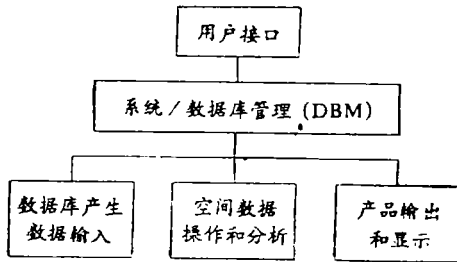 用户接口
系统/数据库管理(DBM)
数据库产生
数据输入
空间数据
操作和分析
产品输出
和显示